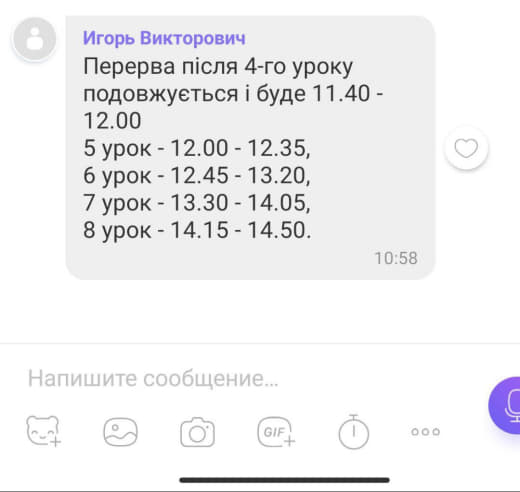 Игорь Викторович
Перерва після 4-го уроку
подовжується і буде 11.40 -
12.00
5 урок - 12.00 - 12.35,
6 урок - 12.45 - 13.20,
7 урок - 13.30 - 14.05,
8 урок - 14.15 - 14.50.
10:58
Напишите сообщение...
GIF